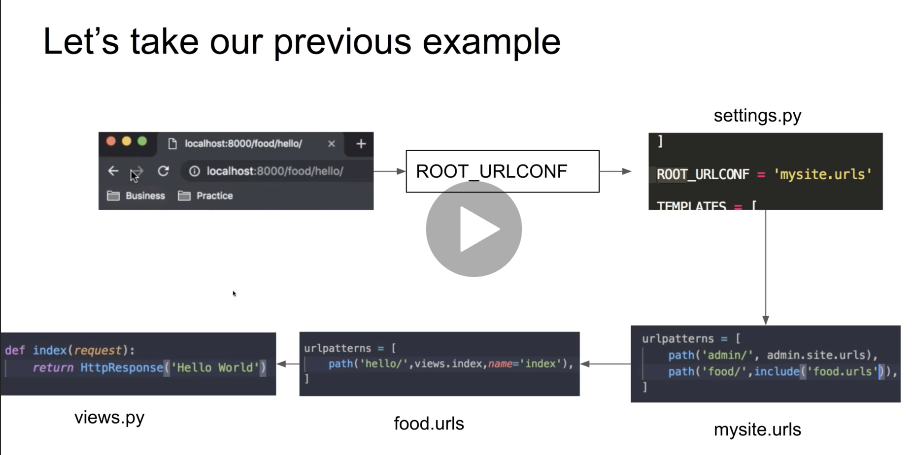 Let's take our previous example
settings.py
localhost:8000/food/hello/
localhost:8000/food/hello/
Business Practice
ROOT_URLCONF
]
ROOT_URLCONF = 'mysite.urls'
TEMPLATES = [
def index(request):
return HttpResponse('Hello World')
views.py
urlpatterns = [
path('hello/',views.index,name='index'),
]
food.urls
urlpatterns = [
path('admin/', admin.site.urls),
path('food/',include('food.urls')),
]
mysite.urls